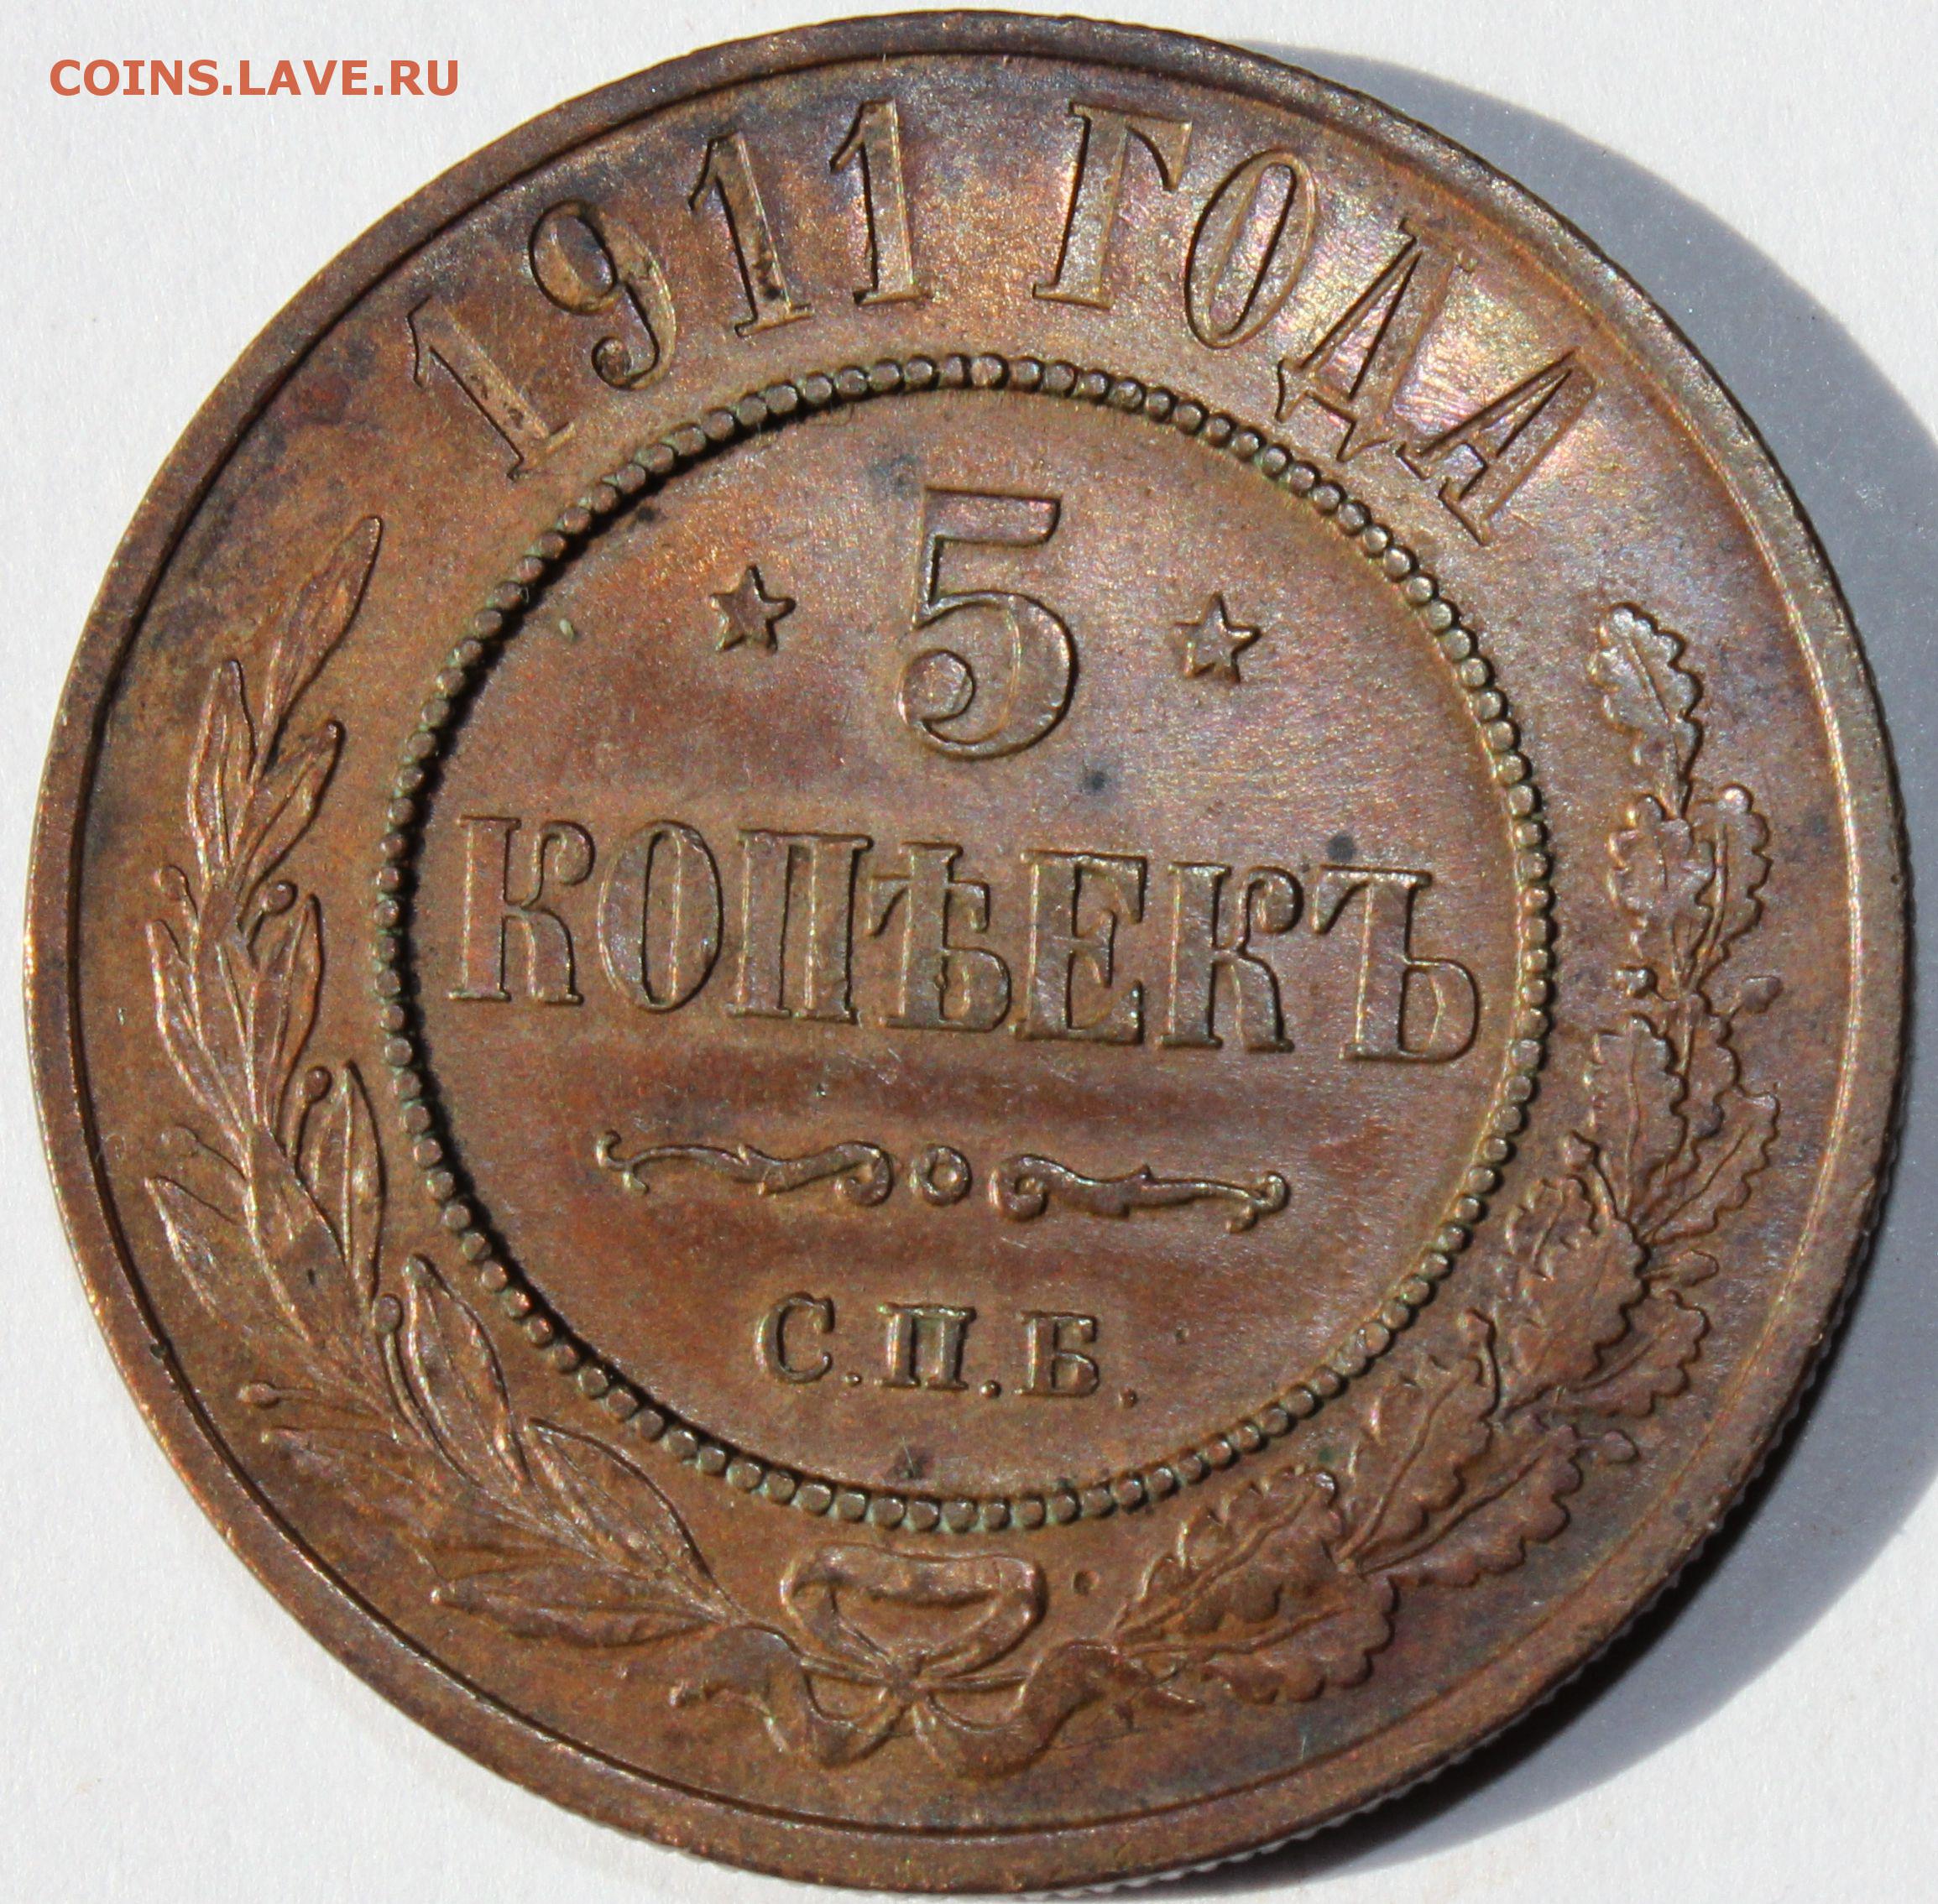 COINS.LAVE.RU
1911 ГОДА
5
КОПѢЕКЪ
С.П.Б.